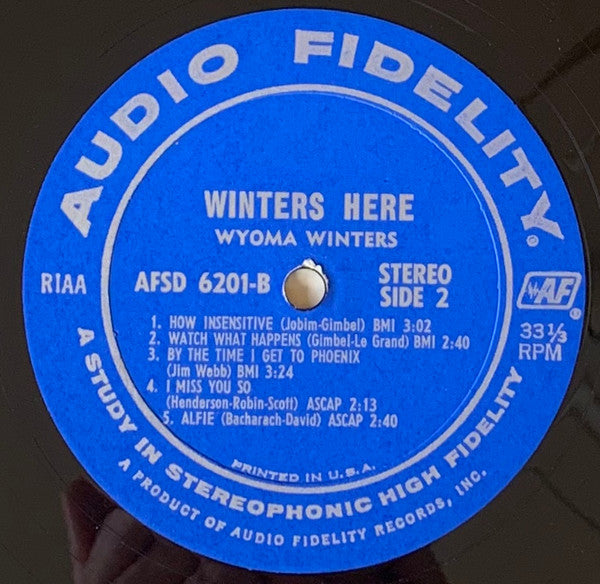 AUDIO FIDELITY®
WINTERS HERE
WYOMA WINTERS
RIAA
AFSD 6201-B
STEREO
SIDE 2
AF®
33 1/3
RPM
1. HOW INSENSITIVE (Jobim-Gimbel) BMI 3:02
2. WATCH WHAT HAPPENS (Gimbel-Le Grand) BMI 2:40
3. BY THE TIME I GET TO PHOENIX
(Jim Webb) BMI 3:24
4. I MISS YOU SO
(Henderson-Robin-Scott) ASCAP 2:13
5. ALFIE (Bacharach-David) ASCAP 2:40
PRINTED IN U.S.A.
A STUDY IN STEREOPHONIC HIGH FIDELITY
A PRODUCT OF AUDIO FIDELITY RECORDS, INC.